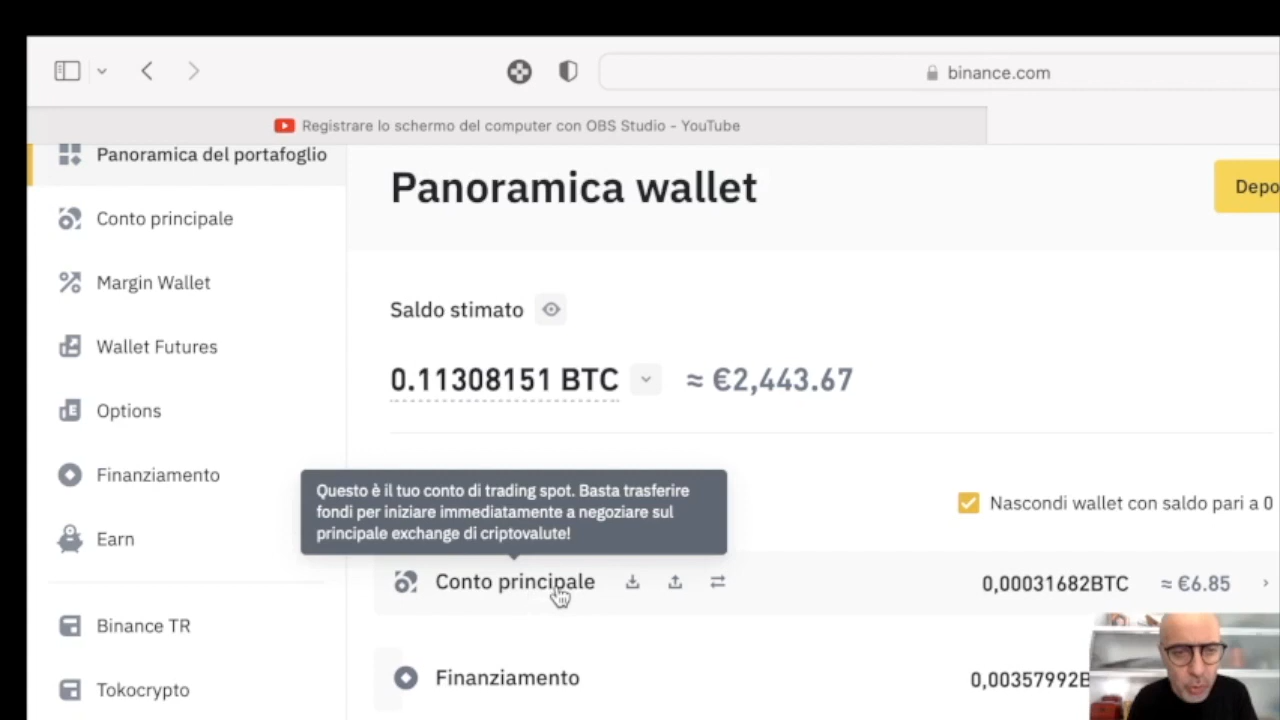 binance.com
Registrare lo schermo del computer con OBS Studio - YouTube
Panoramica del portafoglio
Conto principale
Margin Wallet
Wallet Futures
Options
Finanziamento
Earn
Binance TR
Tokocrypto
Panoramica wallet
Depo
Saldo stimato
0.11308151 BTC ≈ €2,443.67
Nascondi wallet con saldo pari a 0
Questo è il tuo conto di trading spot. Basta trasferire
fondi per iniziare immediatamente a negoziare sul
principale exchange di criptovalute!
Conto principale 0,00031682BTC ≈ €6.85
Finanziamento 0,00357992B